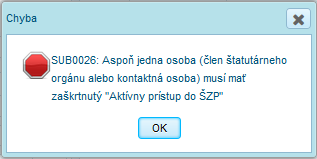 Chyba
SUB0026: Aspoň jedna osoba (člen štatutárneho
orgánu alebo kontaktná osoba) musí mať
zaškrtnutý "Aktívny prístup do ŠZP"
OK